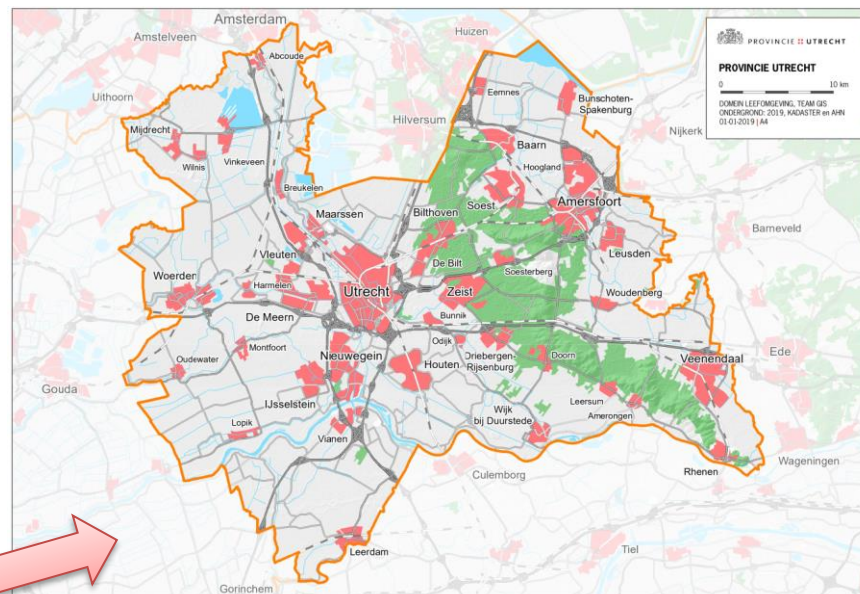 Amsterdam
Amstelveen
Huizen
Abcoude
PROVINCIE UTRECHT
PROVINCIE UTRECHT
0 10 km
DOMEIN LEEFOMGEVING, TEAM GIS
ONDERGROND: 2019, KADASTER en AHN
01-01-2019 | A4
Uithoorn
Eemnes
Bunschoten-
Spakenburg
Hilversum
Mijdrecht
Nijkerk
Wilnis
Vinkeveen
Baarn
Hoogland
Breukelen
Soest
Amersfoort
Maarssen
Bilthoven
Barneveld
Vleuten
De Bilt
Leusden
Soesterberg
Woerden
Harmelen
Utrecht
Zeist
Woudenberg
De Meern
Bunnik
Oudewater
Montfoort
Nieuwegein
Odijk
Driebergen-
Rijsenburg
Doorn
Veenendaal
Ede
Houten
Gouda
IJsselstein
Leersum
Lopik
Wijk
bij Duurstede
Amerongen
Vianen
Rhenen
Wageningen
Culemborg
Leerdam
Tiel
Gorinchem